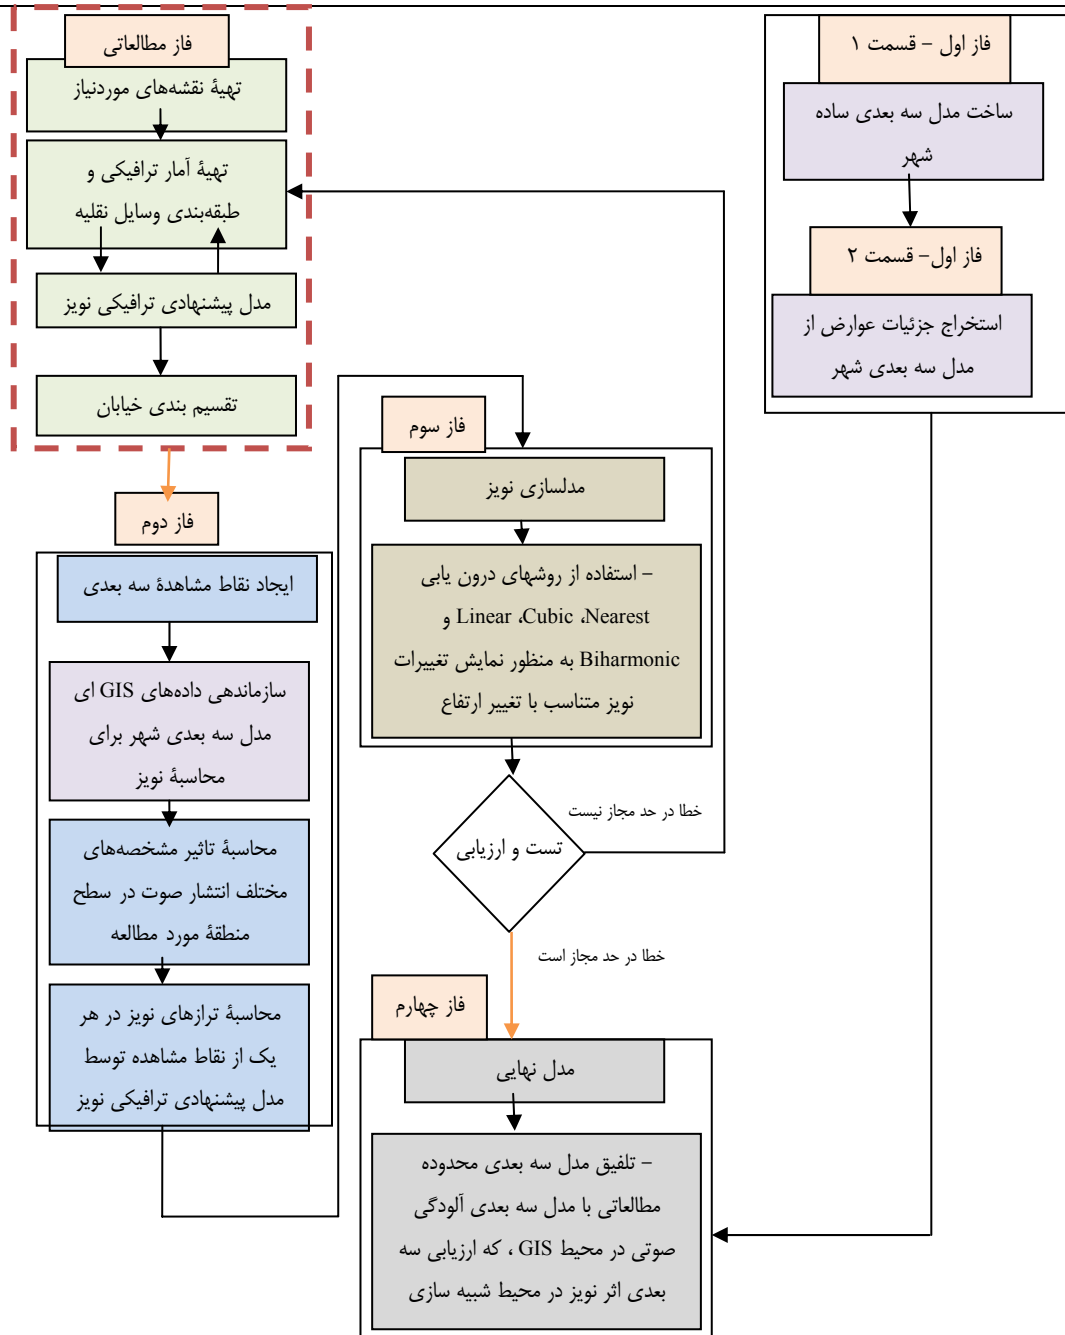 فاز اول – قسمت ۱
ساخت مدل سه بعدی ساده
شهر
فاز اول– قسمت ۲
استخراج جزئیات عوارض از
مدل سه بعدی شهر
فاز مطالعاتی
تهیهٔ نقشه‌های موردنیاز
تهیهٔ آمار ترافیکی و
طبقه‌بندی وسایل نقلیه
مدل پیشنهادی ترافیکی نویز
تقسیم بندی خیابان
فاز دوم
ایجاد نقاط مشاهدهٔ سه بعدی
سازماندهی داده‌های GIS ای
مدل سه بعدی شهر برای
محاسبهٔ نویز
محاسبهٔ تاثیر مشخصه‌های
مختلف انتشار صوت در سطح
منطقهٔ مورد مطالعه
محاسبهٔ ترازهای نویز در هر
یک از نقاط مشاهده توسط
مدل پیشنهادی ترافیکی نویز
فاز سوم
مدلسازی نویز
– استفاده از روشهای درون یابی
Linear ،Cubic ،Nearest و
Biharmonic به منظور نمایش تغییرات
نویز متناسب با تغییر ارتفاع
تست و ارزیابی
خطا در حد مجاز نیست
خطا در حد مجاز است
فاز چهارم
مدل نهایی
– تلفیق مدل سه بعدی محدوده
مطالعاتی با مدل سه بعدی آلودگی
صوتی در محیط GIS ، که ارزیابی سه
بعدی اثر نویز در محیط شبیه سازی